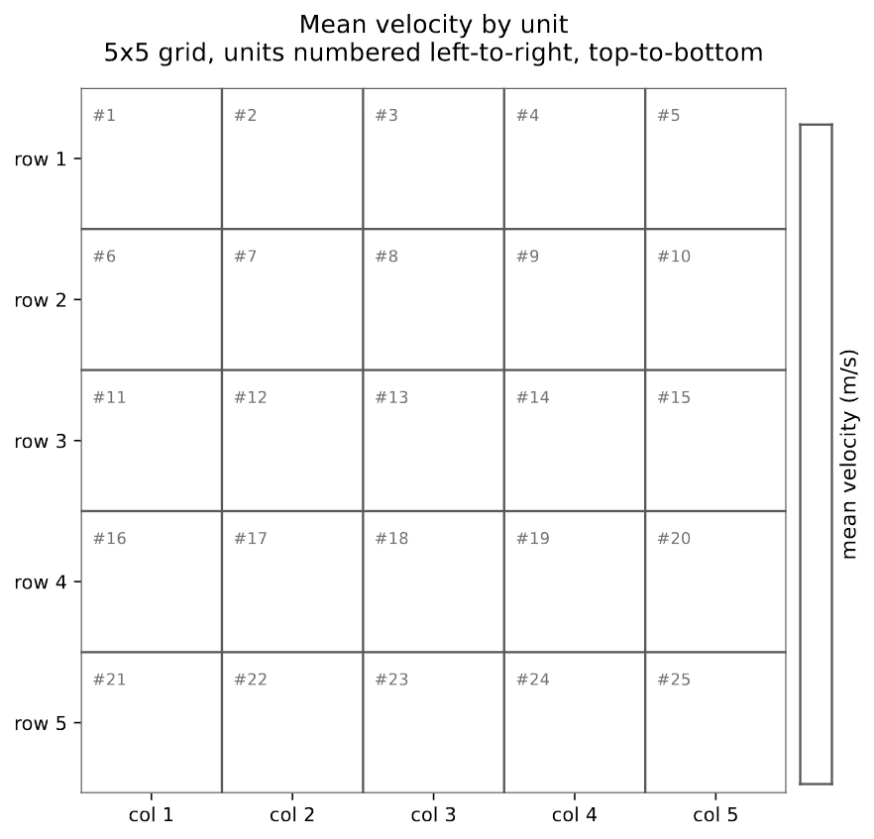 Mean velocity by unit
5x5 grid, units numbered left-to-right, top-to-bottom
#1 #2 #3 #4 #5
row 1
#6 #7 #8 #9 #10
row 2
#11 #12 #13 #14 #15
row 3
#16 #17 #18 #19 #20
row 4
#21 #22 #23 #24 #25
row 5
col 1 col 2 col 3 col 4 col 5
mean velocity (m/s)